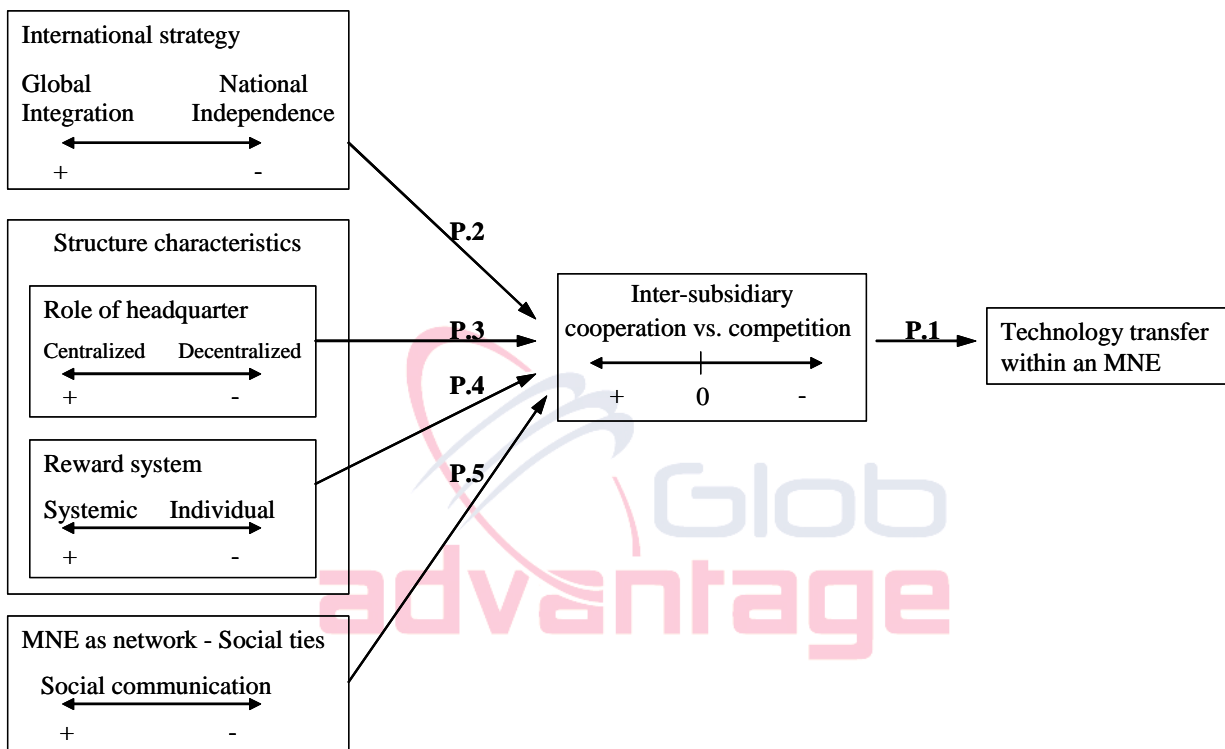 International strategy
Global National
Integration Independence
+ -
P.2
Structure characteristics
Role of headquarter
Centralized Decentralized
+ -
P.3
Reward system
Systemic Individual
+ -
P.4
MNE as network - Social ties
Social communication
+ -
P.5
Inter-subsidiary
cooperation vs. competition
+ 0 -
P.1
Technology transfer
within an MNE
Glob
advantage